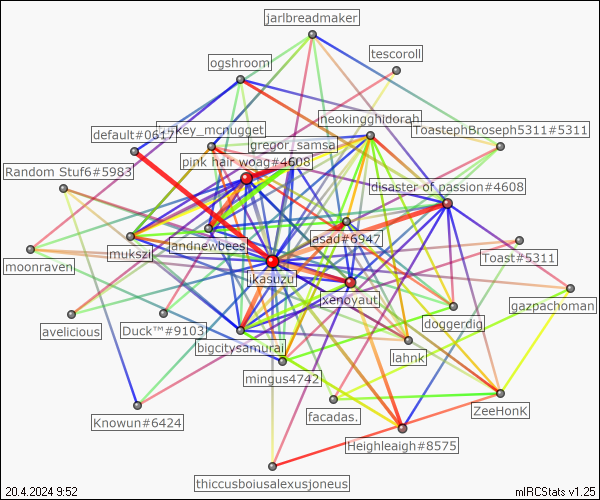 jarlbreadmaker
tescoroll
ogshroom
neokingghidorah
default#0617
key_mcnugget
ToastephBroseph5311#5311
gregor_samsa
pink hair woag#4608
Random Stuf6#5983
disaster of passion#4608
mukszi
landnewbees
jasad#6947
Toast#5311
moonraven
ikasuzu
xenoyaut
gazpachoman
avelicious
Duck™#9103
doggerdig
bigcitysamurai
lahnk
mingus4742
Knowun#6424
facadas.
ZeeHonK
Heighleaigh#8575
thiccusboiusalexusjoneus
20.4.2024 9:52
mIRCStats v1.25